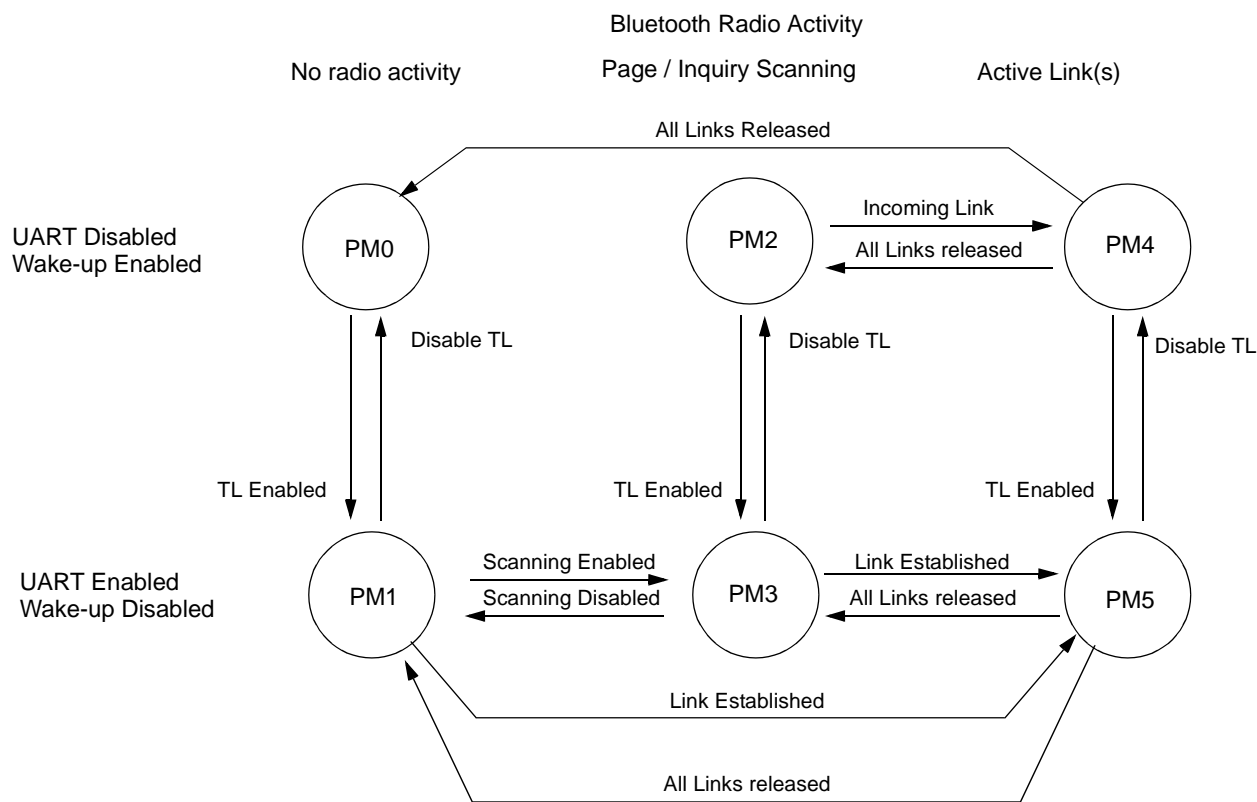 Bluetooth Radio Activity
No radio activity
Page / Inquiry Scanning
Active Link(s)
All Links Released
UART Disabled
Wake-up Enabled
PM0
PM2
Incoming Link
All Links released
PM4
Disable TL
Disable TL
Disable TL
TL Enabled
TL Enabled
TL Enabled
UART Enabled
Wake-up Disabled
PM1
Scanning Enabled
Scanning Disabled
PM3
Link Established
All Links released
PM5
Link Established
All Links released